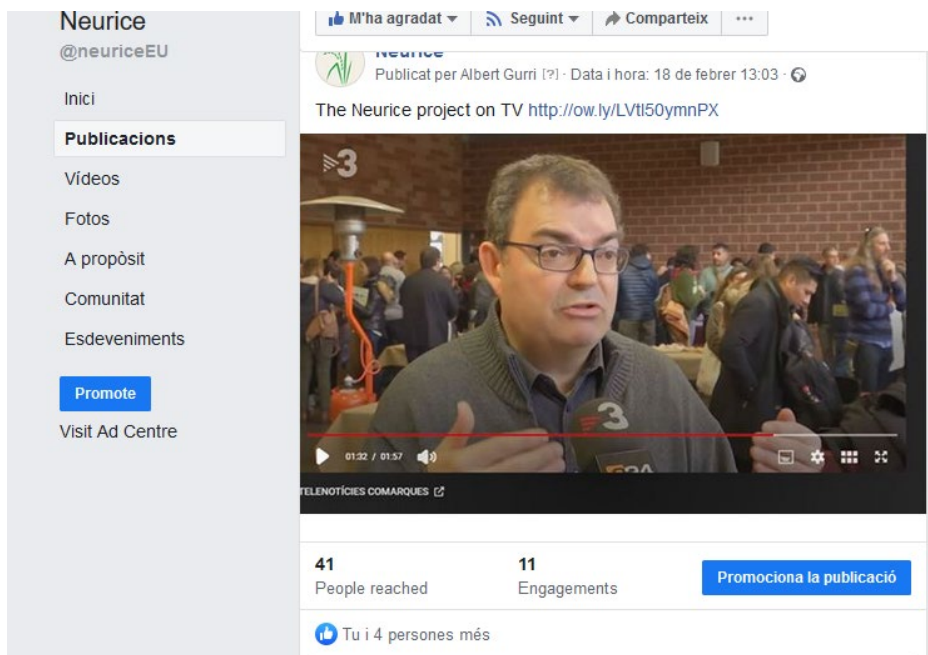 Neurice
@neuriceEU
Inici
Publicacions
Vídeos
Fotos
A propòsit
Comunitat
Esdeveniments
Promote
Visit Ad Centre
M'ha agradat
Seguint
Comparteix
Neurice
Publicat per Albert Gurri [?] · Data i hora: 18 de febrer 13:03 ·
The Neurice project on TV http://ow.ly/LVtl50ymnPX
3
3
01:32 / 01:57
TELENOTÍCIES COMARQUES
41
People reached
11
Engagements
Promociona la publicació
Tu i 4 persones més